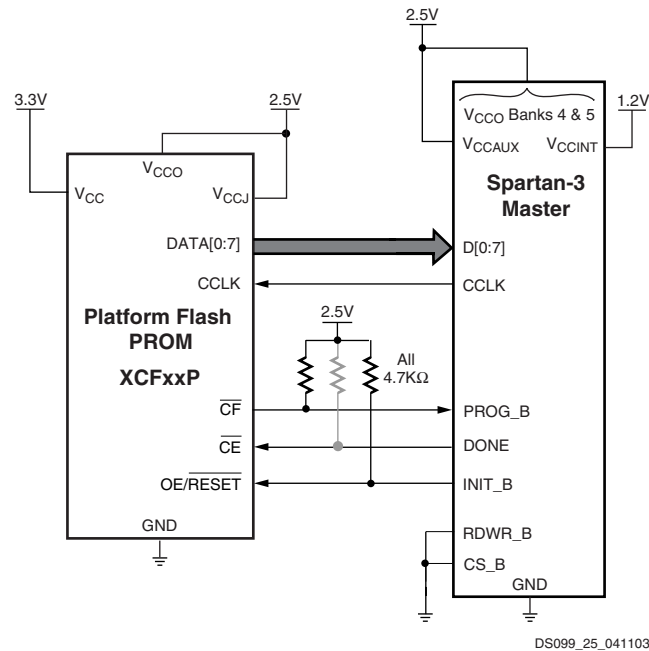 2.5V
3.3V
2.5V
1.2V
VCCO Banks 4 & 5
VCCO
VCCAUX
VCCINT
VCC
VCCJ
Spartan-3
Master
DATA[0:7]
D[0:7]
CCLK
CCLK
Platform Flash
PROM
XCFxxP
2.5V
All
4.7KΩ
CF
PROG_B
CE
DONE
OE/RESET
INIT_B
GND
RDWR_B
CS_B
GND
DS099_25_041103